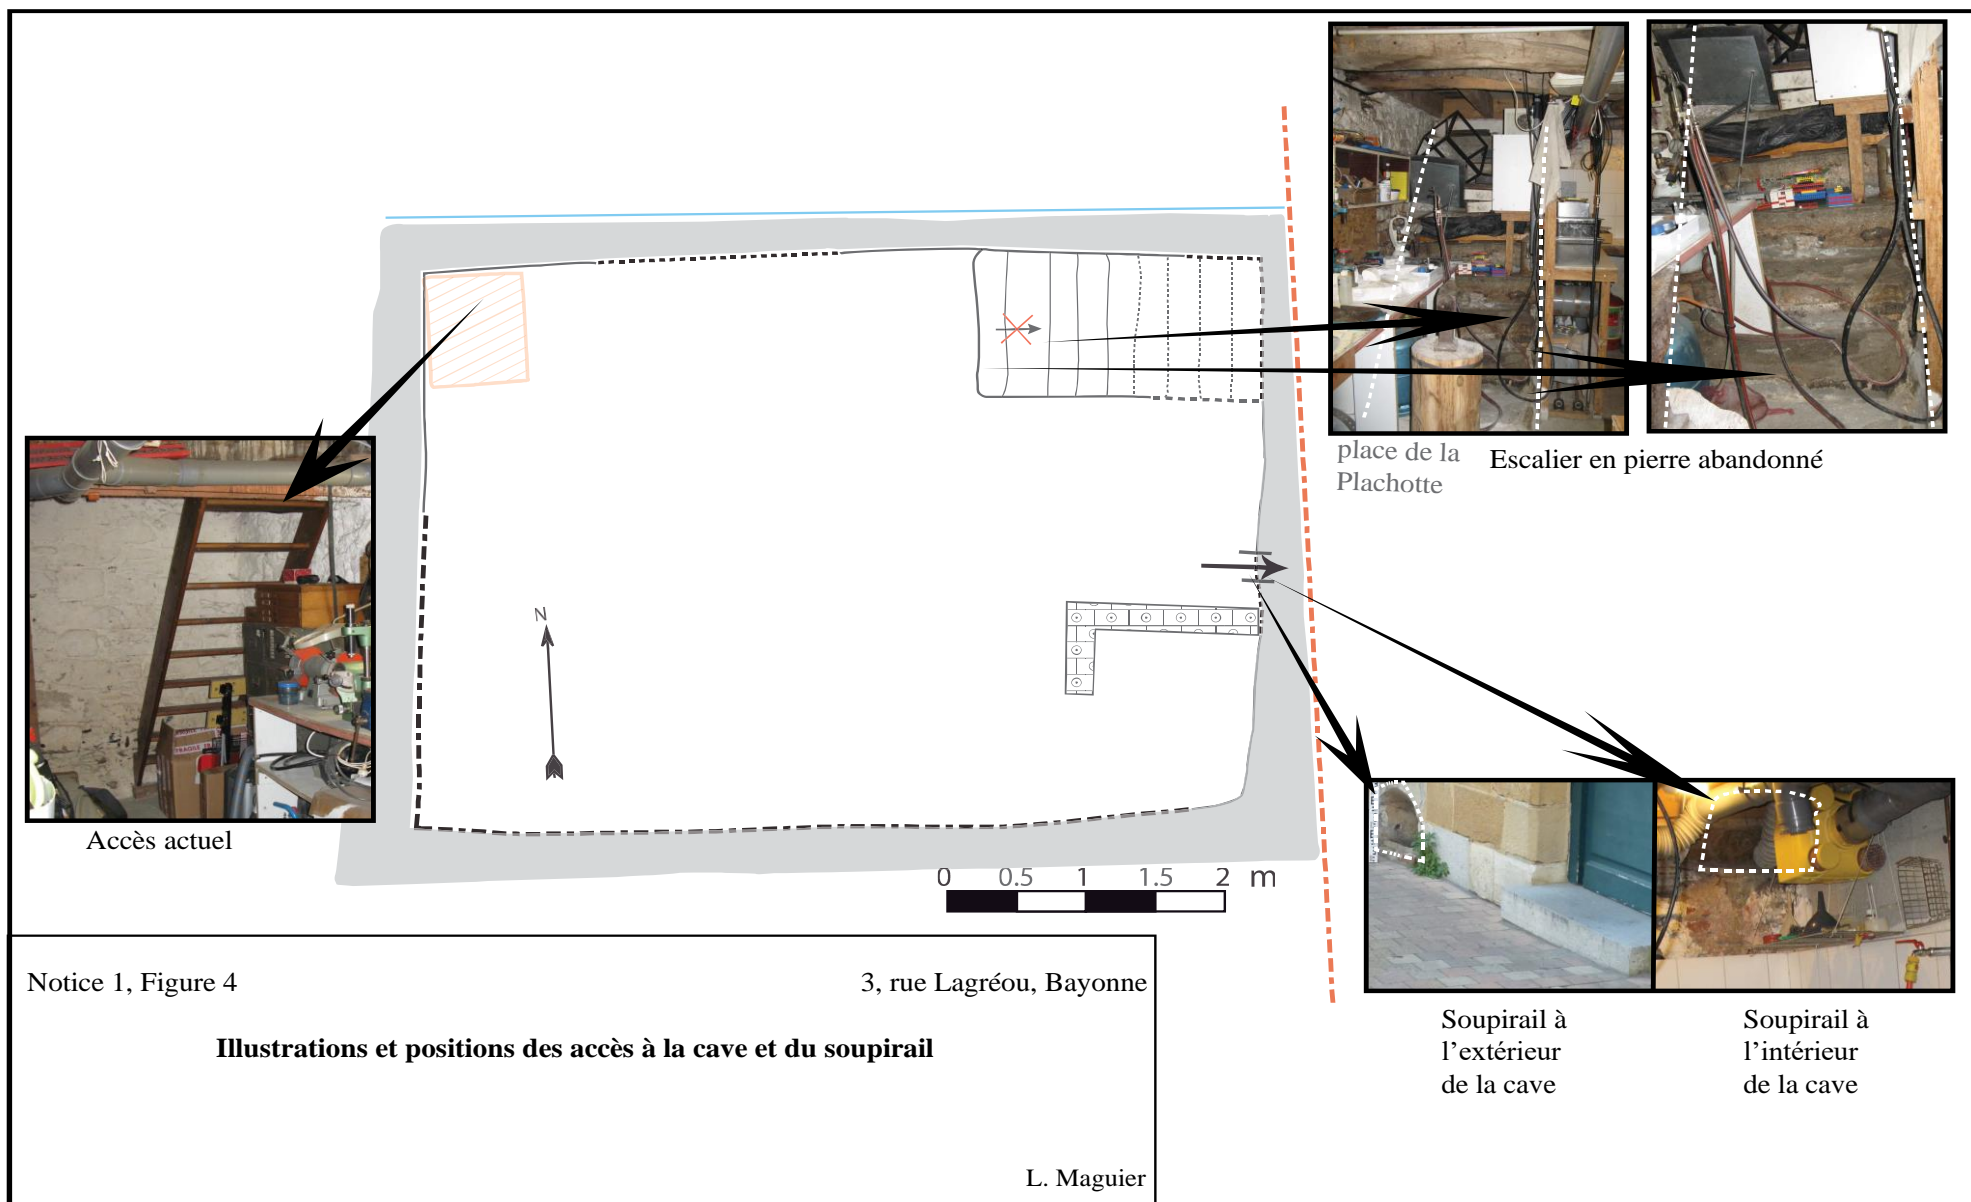 place de la
Plachotte
Escalier en pierre abandonné
Accès actuel
N
0 0.5 1 1.5 2 m
Soupirail à
l’extérieur
de la cave
Soupirail à
l’intérieur
de la cave
Notice 1, Figure 4
3, rue Lagréou, Bayonne
Illustrations et positions des accès à la cave et du soupirail
L. Maguier